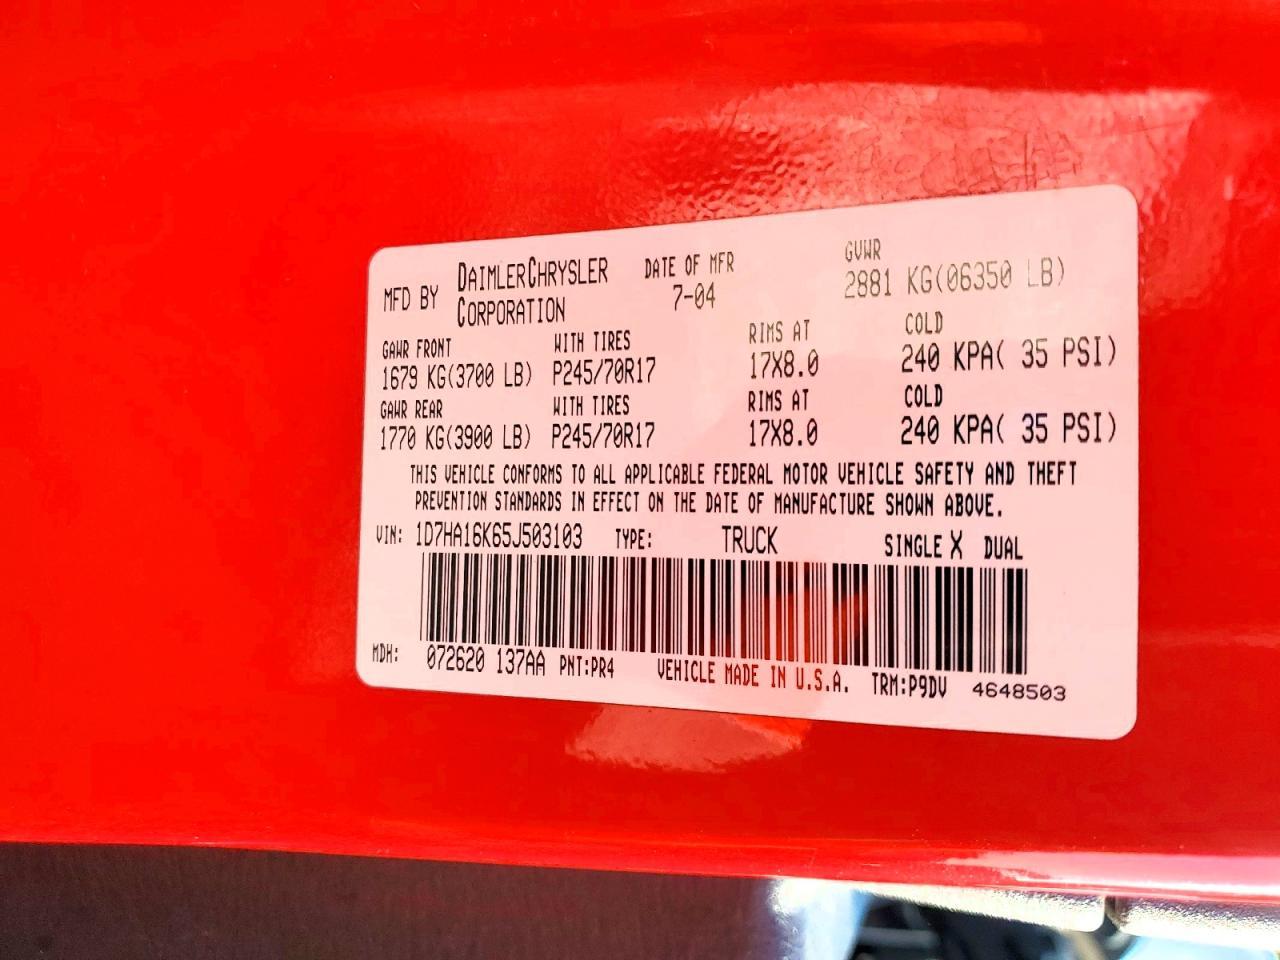 MFD BY DAIMLERCHRYSLER CORPORATION DATE OF MFR 7-04 GVWR 2881 KG(06350 LB)
GAWR FRONT WITH TIRES RIMS AT COLD
1679 KG(3700 LB) P245/70R17 17X8.0 240 KPA( 35 PSI)
GAWR REAR WITH TIRES RIMS AT COLD
1770 KG(3900 LB) P245/70R17 17X8.0 240 KPA( 35 PSI)
THIS VEHICLE CONFORMS TO ALL APPLICABLE FEDERAL MOTOR VEHICLE SAFETY AND THEFT
PREVENTION STANDARDS IN EFFECT ON THE DATE OF MANUFACTURE SHOWN ABOVE.
VIN: 1D7HA16K65J503103 TYPE: TRUCK SINGLE X DUAL
MDH: 072620 137AA PNT:PR4 VEHICLE MADE IN U.S.A. TRM:P9DV 4648503